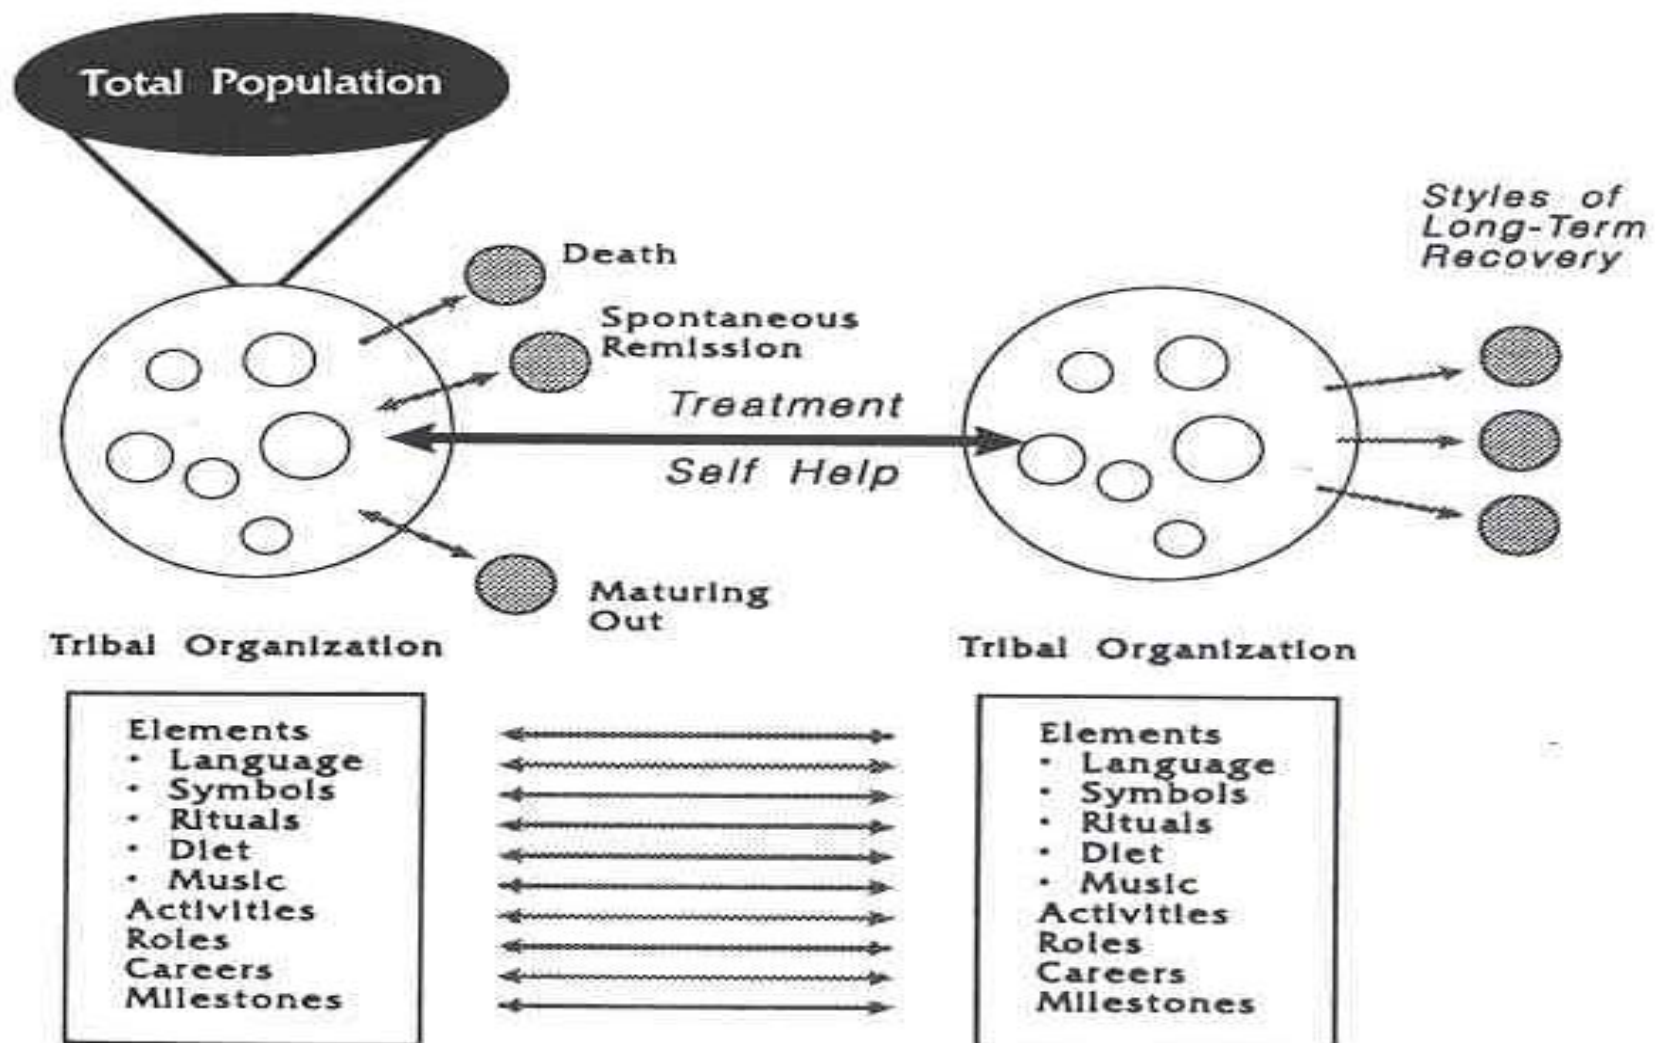 Total Population
Death
Spontaneous
Remission
Treatment
Self Help
Maturing
Out
Styles of
Long-Term
Recovery
Tribal Organization
Elements
• Language
• Symbols
• Rituals
• Diet
• Music
Activities
Roles
Careers
Milestones
Tribal Organization
Elements
• Language
• Symbols
• Rituals
• Diet
• Music
Activities
Roles
Careers
Milestones